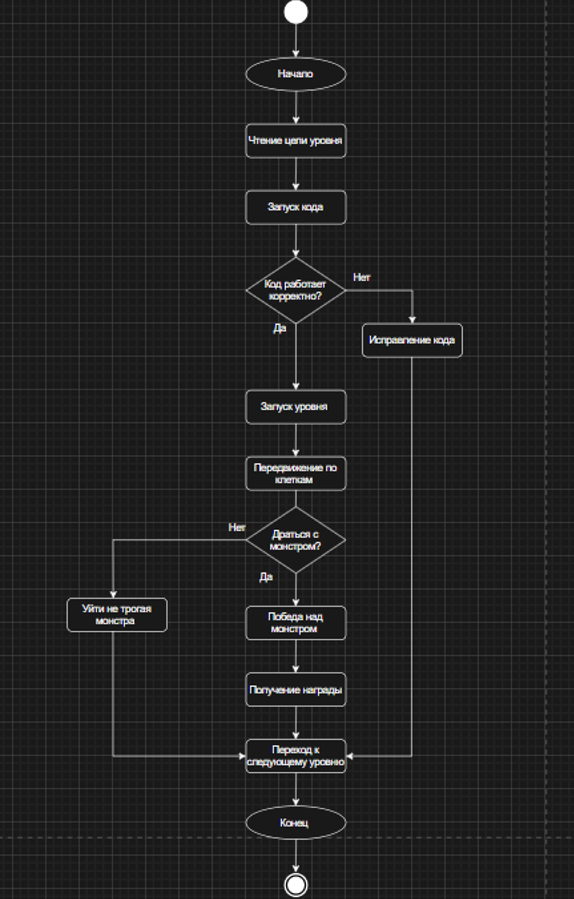 Начало
Чтение цели уровня
Запуск кода
Код работает
корректно?
Нет
Да
Исправление кода
Запуск уровня
Передвижение по
клеткам
Нет
Драться с
монстром?
Да
Уйти не трогая
монстра
Победа над
монстром
Получение награды
Переход к
следующему уровню
Конец